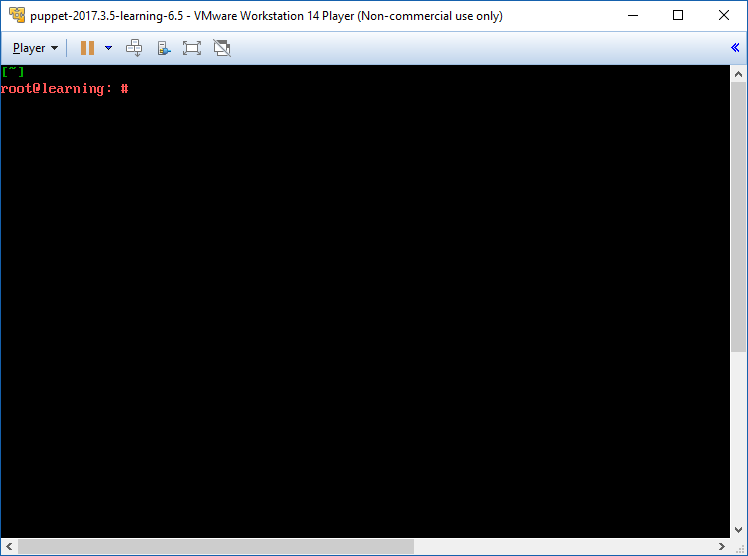 puppet-2017.3.5-learning-6.5 - VMware Workstation 14 Player (Non-commercial use only)
Player
[~]
root@learning: #